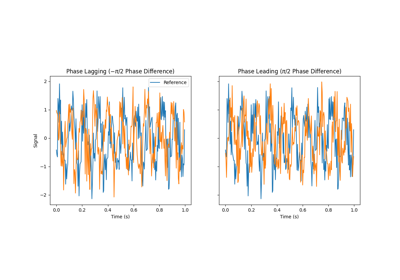 Phase Lagging (−π/2 Phase Difference)
Phase Leading (π/2 Phase Difference)
Reference
Signal
2
1
0
−1
−2
0.0 0.2 0.4 0.6 0.8 1.0
0.0 0.2 0.4 0.6 0.8 1.0
Time (s)
Time (s)